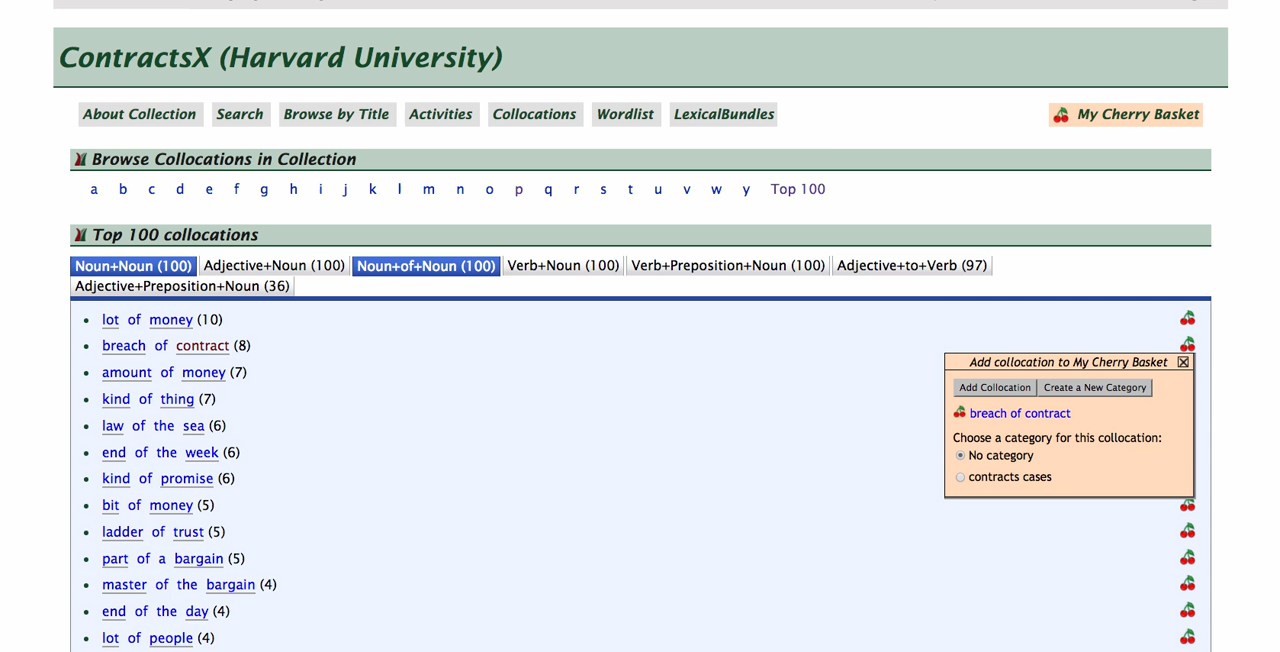 ContractsX (Harvard University)
About Collection Search Browse by Title Activities Collocations Wordlist LexicalBundles My Cherry Basket
Browse Collocations in Collection
a b c d e f g h i j k l m n o p q r s t u v w y Top 100
Top 100 collocations
Noun+Noun (100) Adjective+Noun (100) Noun+of+Noun (100) Verb+Noun (100) Verb+Preposition+Noun (100) Adjective+to+Verb (97)
Adjective+Preposition+Noun (36)
lot of money (10)
breach of contract (8)
amount of money (7)
kind of thing (7)
law of the sea (6)
end of the week (6)
kind of promise (6)
bit of money (5)
ladder of trust (5)
part of a bargain (5)
master of the bargain (4)
end of the day (4)
lot of people (4)
Add collocation to My Cherry Basket
Add Collocation Create a New Category
breach of contract
Choose a category for this collocation:
No category
contracts cases